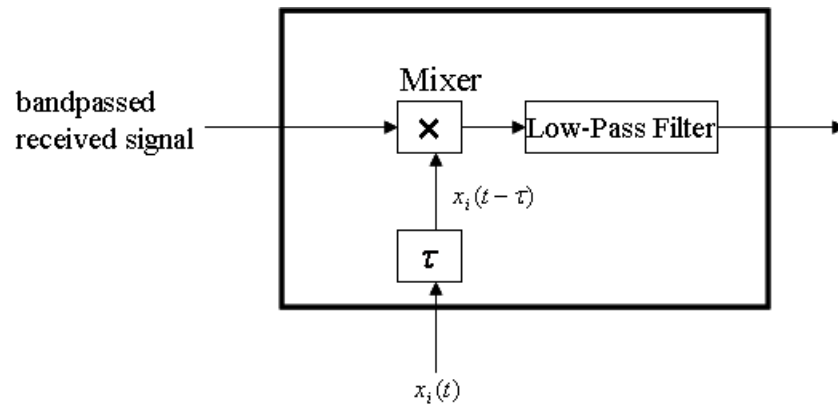 Mixer
bandpassed
received signal
×
Low-Pass Filter
x_i(t − τ)
τ
x_i(t)